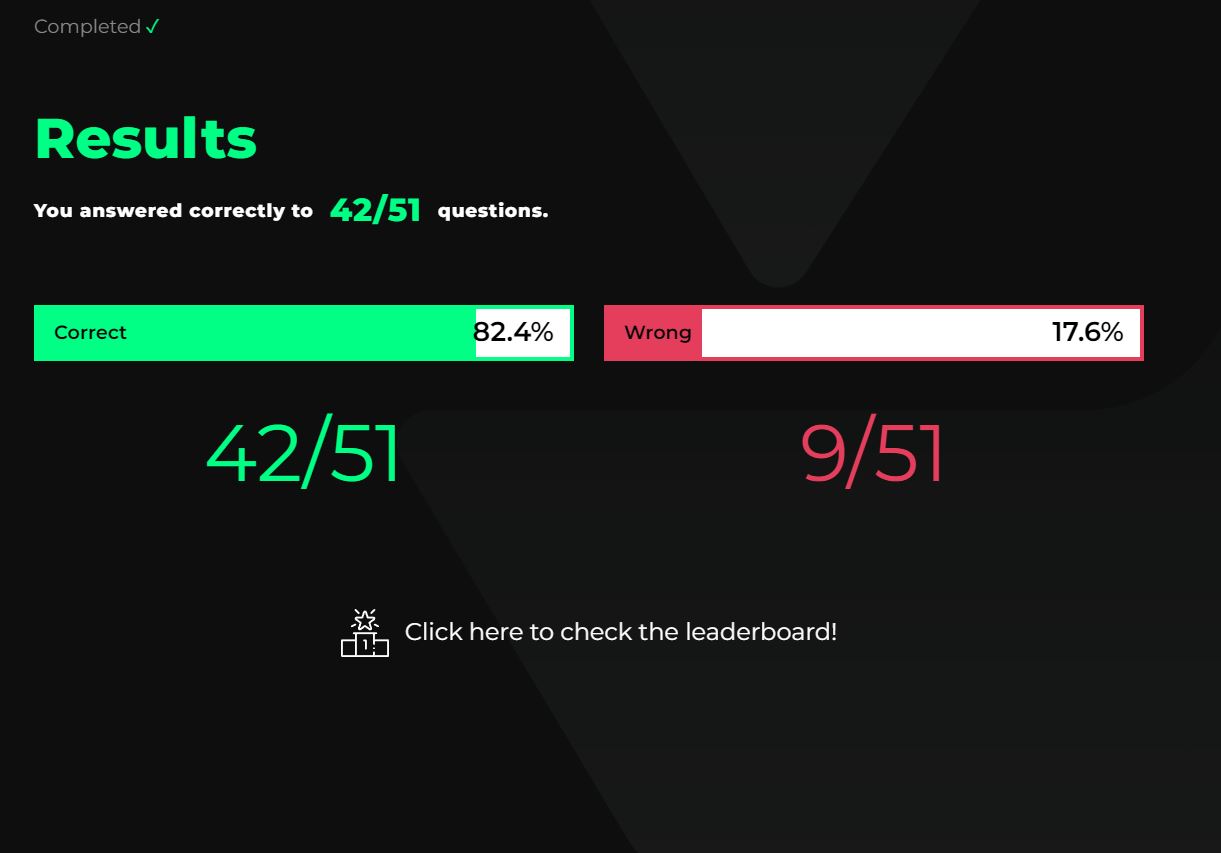 Completed ✓
Results
You answered correctly to 42/51 questions.
Correct 82.4%
Wrong 17.6%
42/51
9/51
1
Click here to check the leaderboard!